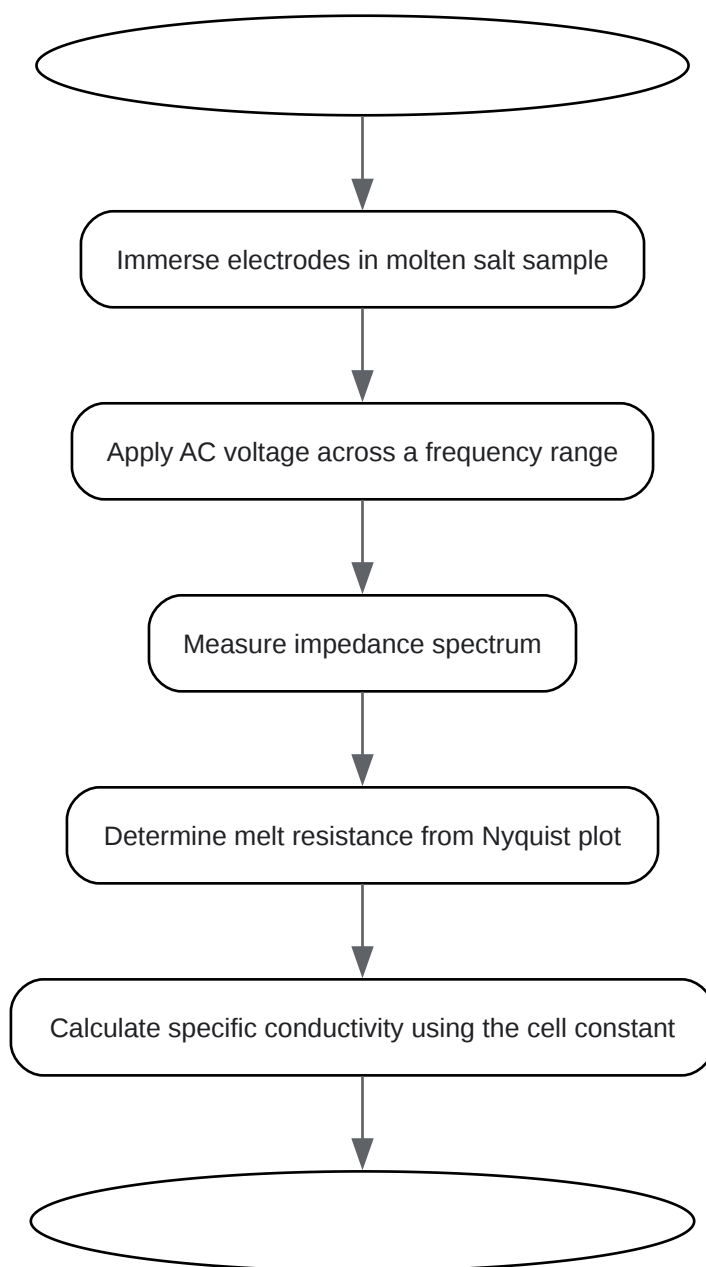 Immerse electrodes in molten salt sample
Apply AC voltage across a frequency range
Measure impedance spectrum
Determine melt resistance from Nyquist plot
Calculate specific conductivity using the cell constant